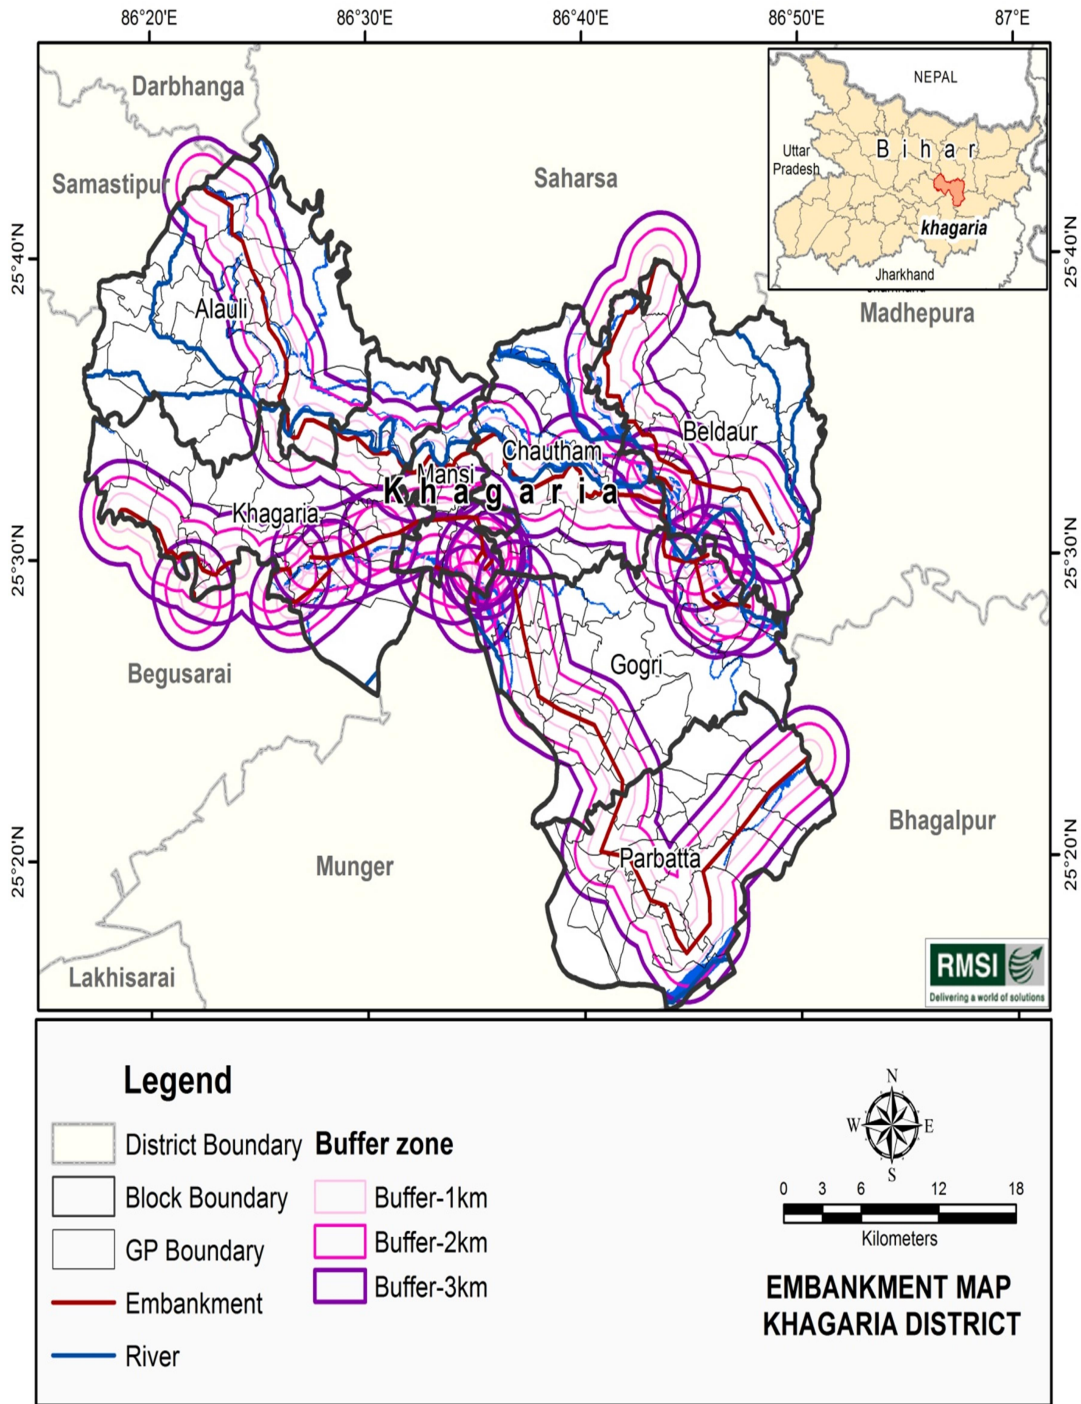 86°20'E 86°30'E 86°40'E 86°50'E 87°E
Darbhanga
NEPAL
Bihar
Uttar
Pradesh
khagaria
Jharkhand
Samastipur
Saharsa
25°40'N
25°40'N
Madhepura
Alauli
Beldaur
Chautham
Mansi
Khagaria
Khagaria
25°30'N
25°30'N
Gogri
Begusarai
Bhagalpur
25°20'N
25°20'N
Munger
Parbatta
Lakhisarai
RMSI
Delivering a world of solutions
Legend
District Boundary
Block Boundary
GP Boundary
Embankment
River
Buffer zone
Buffer-1km
Buffer-2km
Buffer-3km
N
W E
S
0 3 6 12 18
Kilometers
EMBANKMENT MAP
KHAGARIA DISTRICT